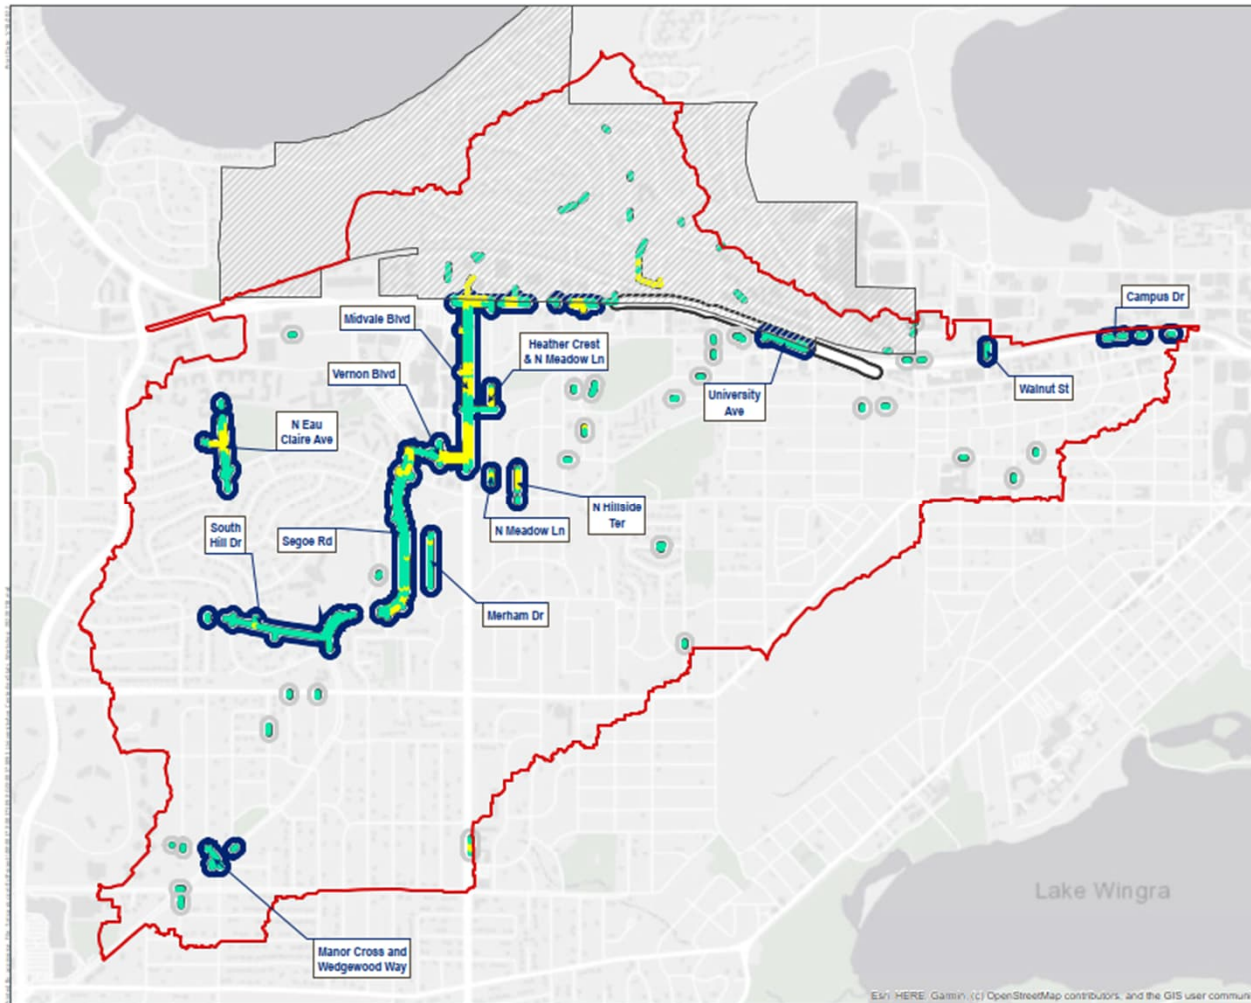 Campus Dr
Midvale Blvd
Heather Crest
& N Meadow Ln
Vernon Blvd
Walnut St
University
Ave
N Eau
Claire Ave
N Hillside
Ter
N Meadow Ln
South
Hill Dr
Segoe Rd
Merham Dr
Lake Wingra
Manor Cross and
Wedgewood Way
Esri, HERE, Garmin, (c) OpenStreetMap contributors, and the GIS user commun